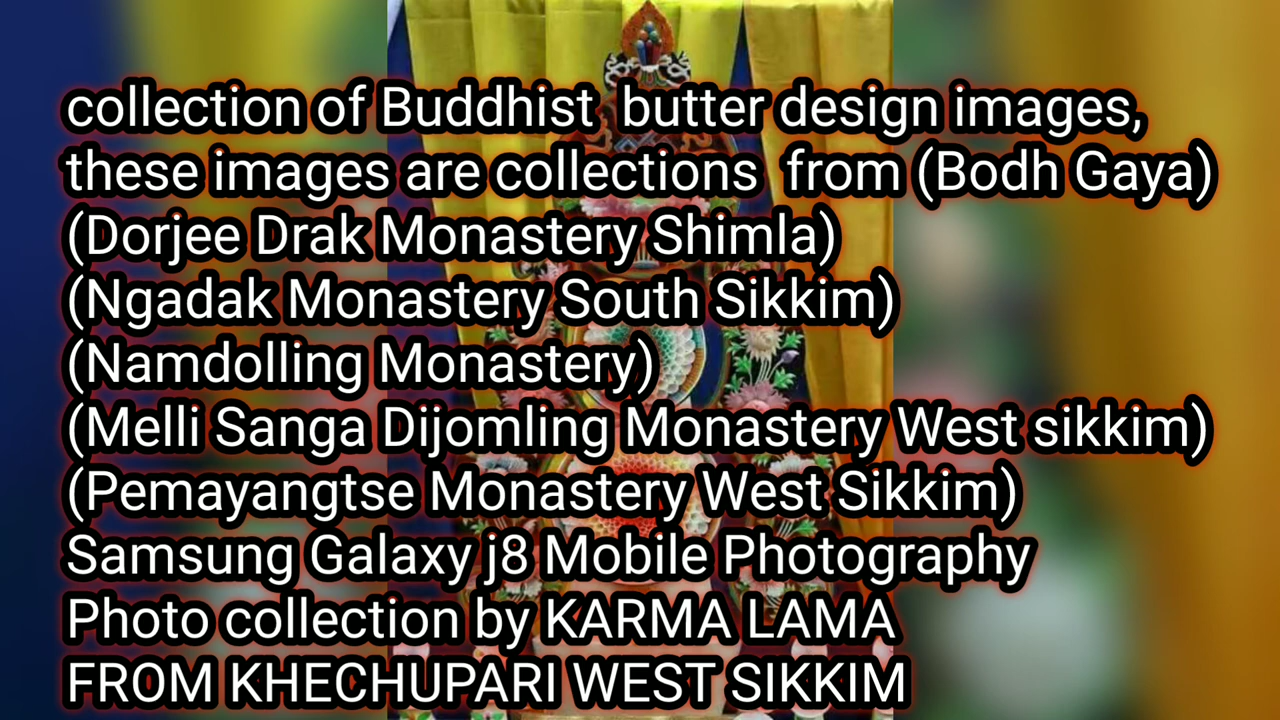 collection of Buddhist  butter design images,
these images are collections  from (Bodh Gaya)
(Dorjee Drak Monastery Shimla)
(Ngadak Monastery South Sikkim)
(Namdolling Monastery)
(Melli Sanga Dijomling Monastery West sikkim)
(Pemayangtse Monastery West Sikkim)
Samsung Galaxy j8 Mobile Photography
Photo collection by KARMA LAMA
FROM KHECHUPARI WEST SIKKIM